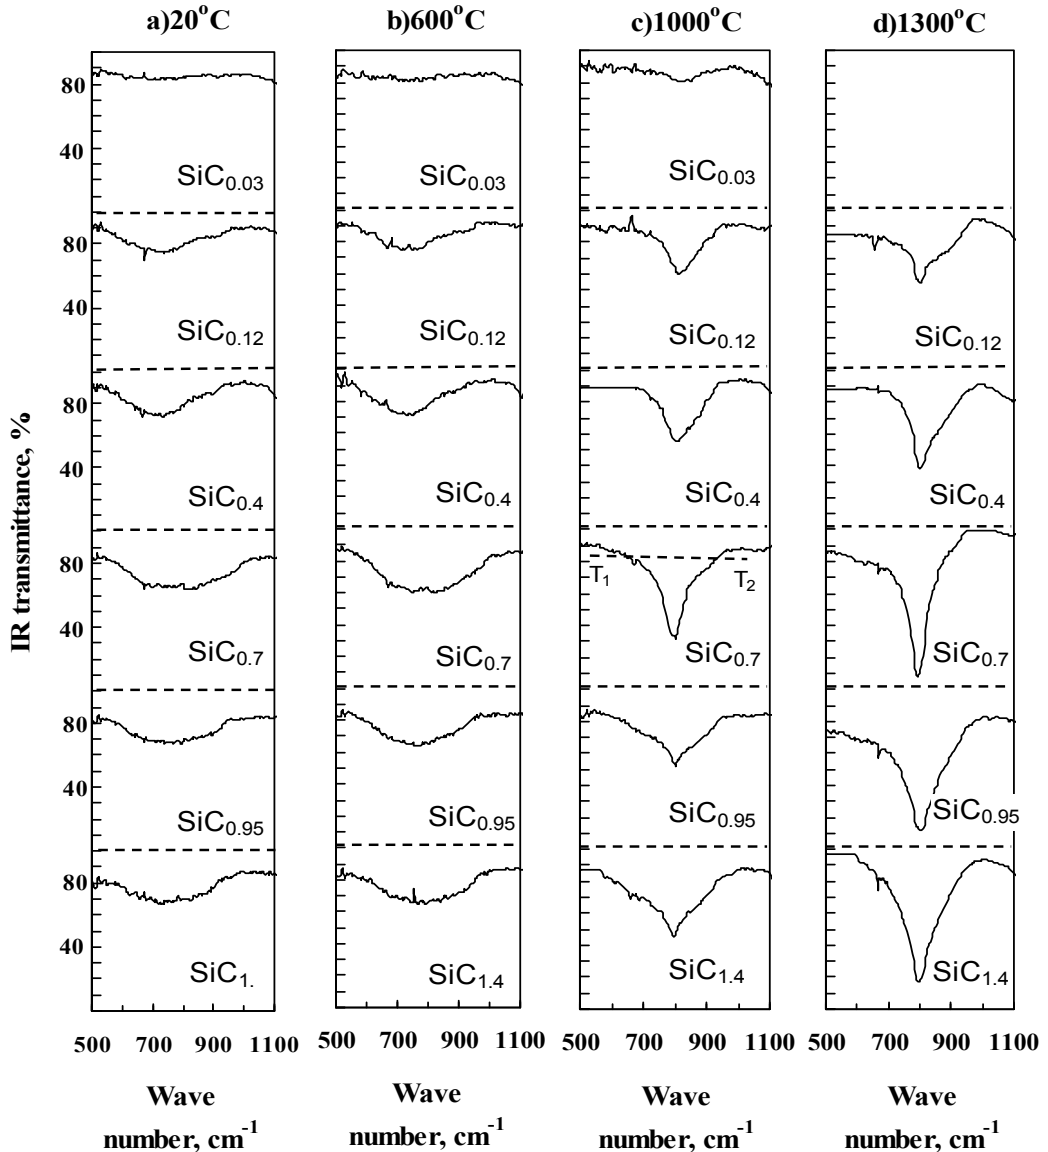 a)20°C b)600°C c)1000°C d)1300°C
IR transmittance, %
80
40
SiC0.03 SiC0.03 SiC0.03
80
40
SiC0.12 SiC0.12 SiC0.12 SiC0.12
80
40
SiC0.4 SiC0.4 SiC0.4 SiC0.4
80
T1 T2
40
SiC0.7 SiC0.7 SiC0.7 SiC0.7
80
40
SiC0.95 SiC0.95 SiC0.95 SiC0.95
80
40
SiC1. SiC1.4 SiC1.4 SiC1.4
500 700 900 1100 500 700 900 1100 500 700 900 1100 500 700 900 1100
Wave Wave Wave Wave
number, cm-1 number, cm-1 number, cm-1 number, cm-1